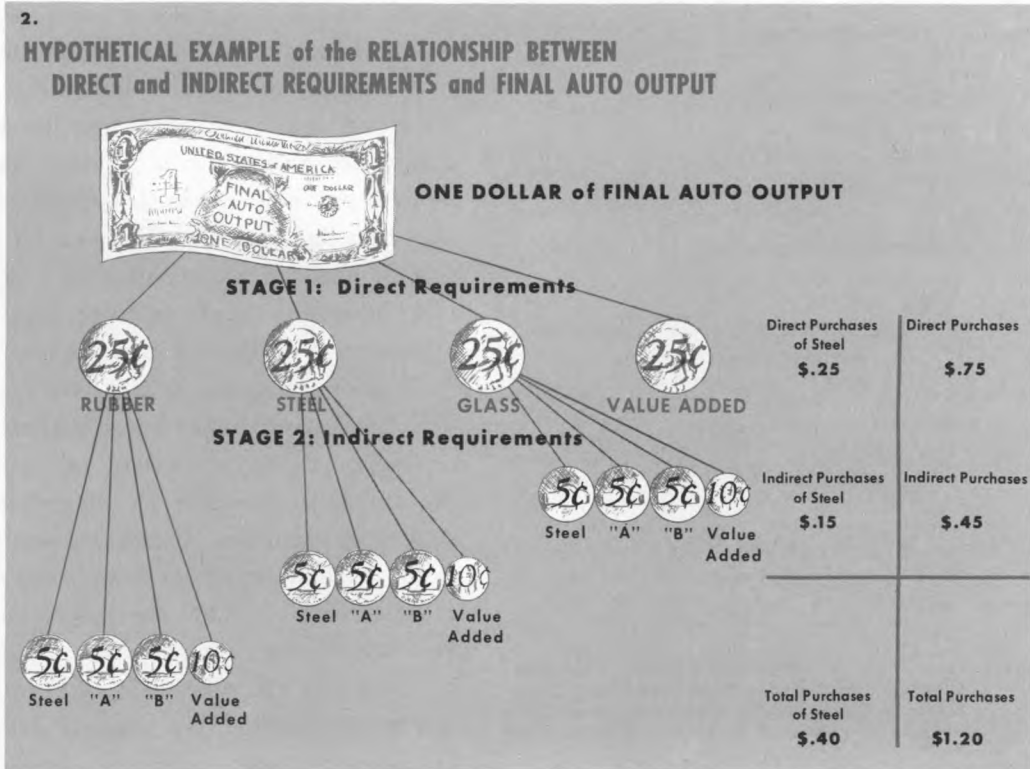 2.
HYPOTHETICAL EXAMPLE of the RELATIONSHIP BETWEEN
DIRECT and INDIRECT REQUIREMENTS and FINAL AUTO OUTPUT
UNITED STATES of AMERICA
1
ONE DOLLAR
FINAL
AUTO
OUTPUT
ONE DOLLAR
ONE DOLLAR of FINAL AUTO OUTPUT
STAGE 1: Direct Requirements
25¢ 25¢ 25¢ 25¢
RUBBER STEEL GLASS VALUE ADDED
Direct Purchases
of Steel
$.25
Direct Purchases
$.75
STAGE 2: Indirect Requirements
5¢ 5¢ 5¢ 10¢
Steel "A" "B" Value
Added
Indirect Purchases
of Steel
$.15
Indirect Purchases
$.45
5¢ 5¢ 5¢ 10¢
Steel "A" "B" Value
Added
5¢ 5¢ 5¢ 10¢
Steel "A" "B" Value
Added
Total Purchases
of Steel
$.40
Total Purchases
$1.20